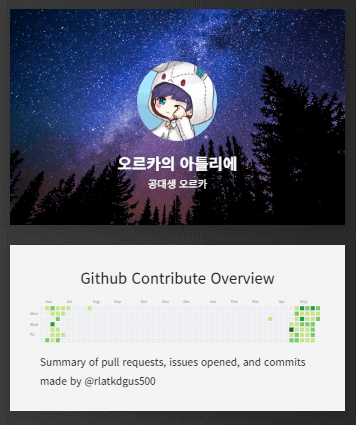 오르카의 아틀리에
공대생 오르카
Github Contribute Overview
Jun Jul Aug Sep Oct Nov Dec Jan Feb Mar Apr May
Mon
Wed
Fri
Summary of pull requests, issues opened, and commits
made by @rlatkdgus500